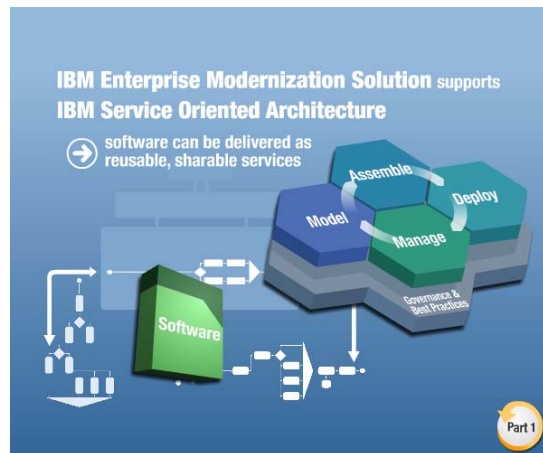 IBM Enterprise Modernization Solution supports
IBM Service Oriented Architecture
software can be delivered as
reusable, sharable services
Assemble
Deploy
Model
Manage
Governance &
Best Practices
Software
Part 1